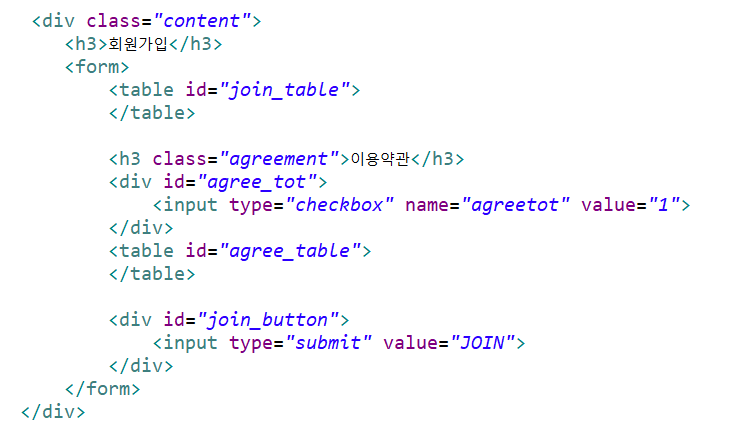 <div class="content">
<h3>회원가입</h3>
<form>
<table id="join_table">
</table>
<h3 class="agreement">이용약관</h3>
<div id="agree_tot">
<input type="checkbox" name="agreetot" value="1">
</div>
<table id="agree_table">
</table>
<div id="join_button">
<input type="submit" value="JOIN">
</div>
</form>
</div>